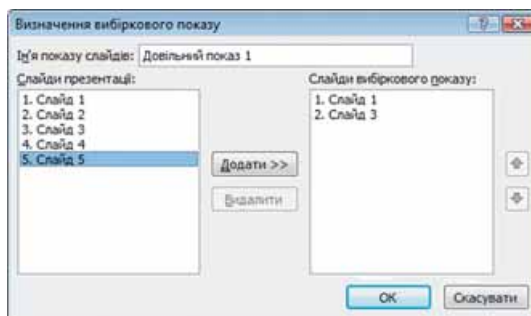 Визначення вибіркового показу
Ім'я показу слайдів: Довільний показ 1
Слайди презентації:
1. Слайд 1
2. Слайд 2
3. Слайд 3
4. Слайд 4
5. Слайд 5
Додати >>
Видалити
Слайди вибіркового показу:
1. Слайд 1
2. Слайд 3
OK
Скасувати